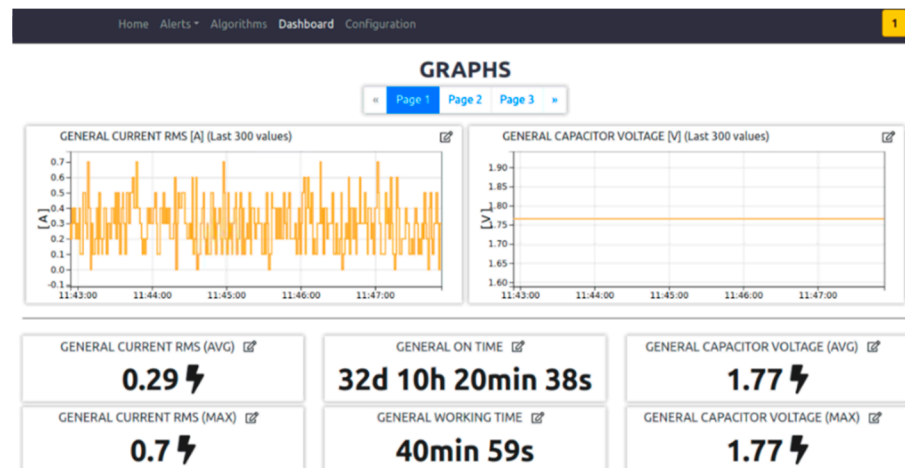 Home Alerts Algorithms Dashboard Configuration 1
GRAPHS
« Page 1 Page 2 Page 3 »
GENERAL CURRENT RMS [A] (Last 300 values)
[A]
0.7
0.6
0.5
0.4
0.3
0.2
0.1
0.0
-0.1
11:43:00 11:44:00 11:45:00 11:46:00 11:47:00
GENERAL CAPACITOR VOLTAGE [V] (Last 300 values)
[V]
1.90
1.85
1.80
1.75
1.70
1.65
1.60
11:43:00 11:44:00 11:45:00 11:46:00 11:47:00
GENERAL CURRENT RMS (AVG)
0.29
GENERAL ON TIME
32d 10h 20min 38s
GENERAL CAPACITOR VOLTAGE (AVG)
1.77
GENERAL CURRENT RMS (MAX)
0.7
GENERAL WORKING TIME
40min 59s
GENERAL CAPACITOR VOLTAGE (MAX)
1.77